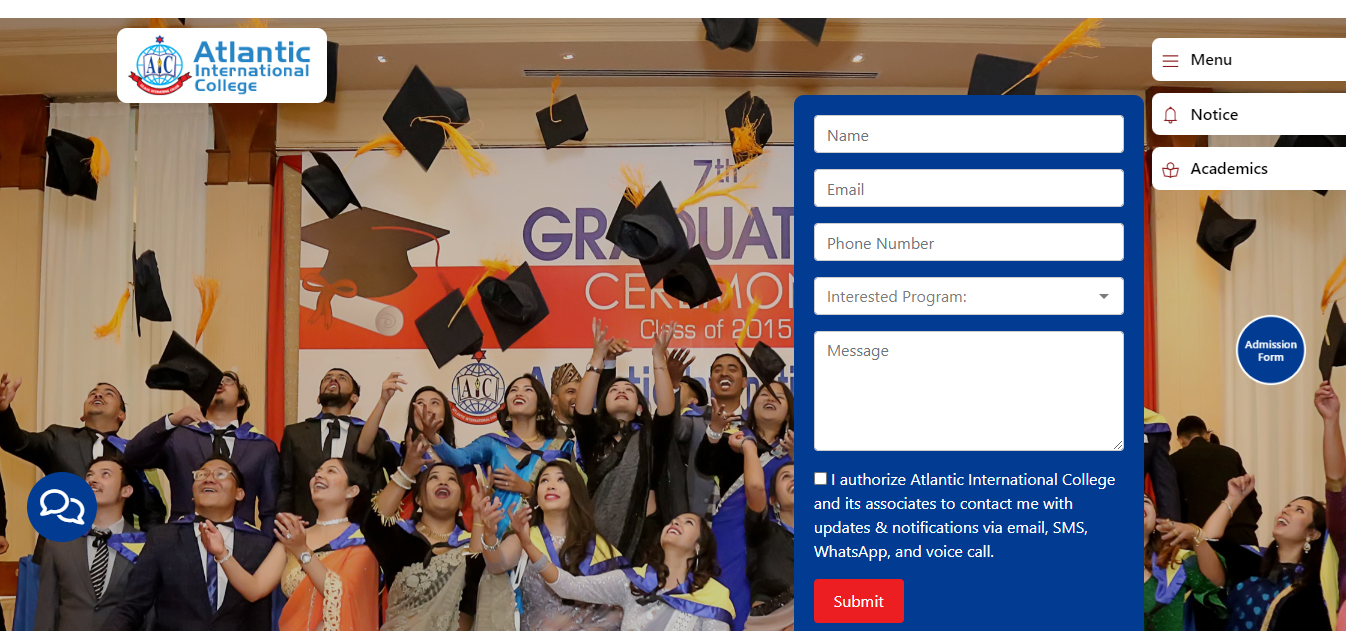 Atlantic
International
College
AIC
Menu
Notice
Academics
Name
Email
Phone Number
Interested Program:
Message
I authorize Atlantic International College
and its associates to contact me with
updates & notifications via email, SMS,
WhatsApp, and voice call.
Submit
Admission
Form
7th
CEREMON
Class of 2015
AIC